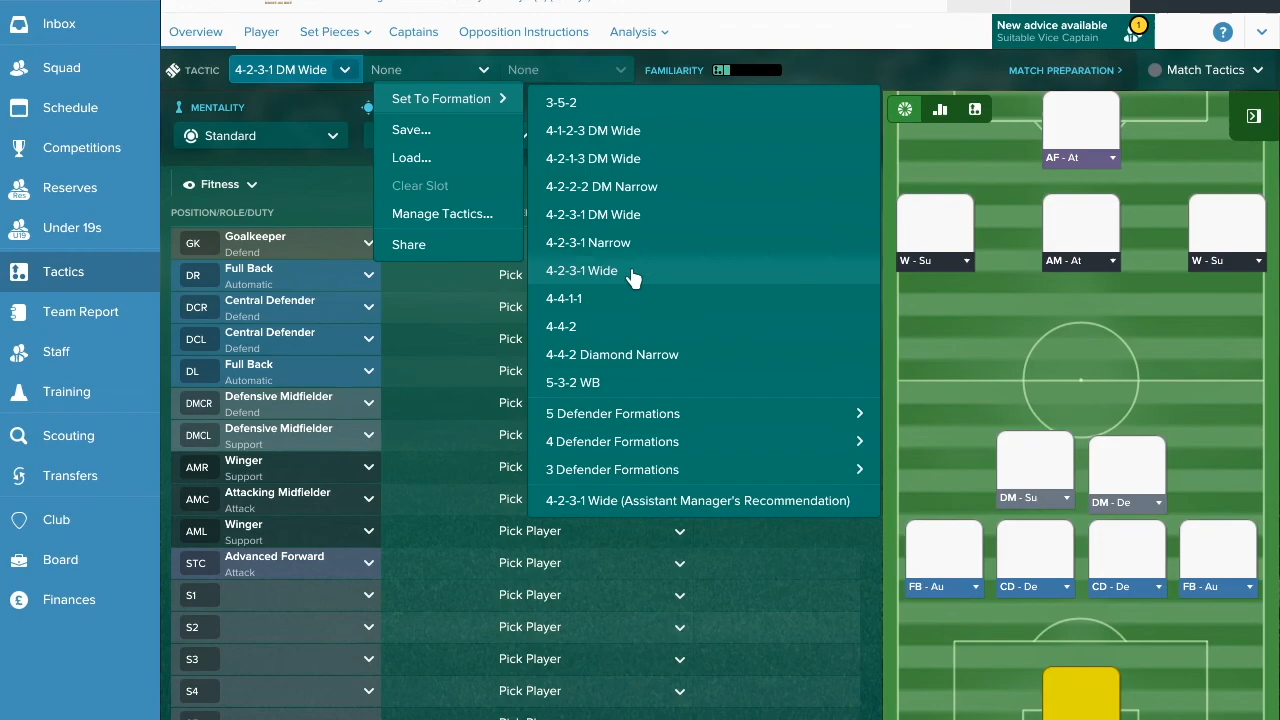 Inbox
Squad
Schedule
Competitions
Reserves
Res
Under 19s
U19
Tactics
Team Report
Staff
Training
Scouting
Transfers
Club
Board
Finances
Overview
Player
Set Pieces
Captains
Opposition Instructions
Analysis
New advice available
Suitable Vice Captain
1
?
TACTIC
4-2-3-1 DM Wide
None
None
FAMILIARITY
MATCH PREPARATION >
Match Tactics
MENTALITY
Standard
Fitness
POSITION/ROLE/DUTY
Set To Formation
Save...
Load...
Clear Slot
Manage Tactics...
Share
3-5-2
4-1-2-3 DM Wide
4-2-1-3 DM Wide
4-2-2-2 DM Narrow
4-2-3-1 DM Wide
4-2-3-1 Narrow
4-2-3-1 Wide
4-4-1-1
4-4-2
4-4-2 Diamond Narrow
5-3-2 WB
5 Defender Formations
4 Defender Formations
3 Defender Formations
4-2-3-1 Wide (Assistant Manager's Recommendation)
GK
Goalkeeper
Defend
DR
Full Back
Automatic
Pick
DCR
Central Defender
Defend
Pick
DCL
Central Defender
Defend
Pick
DL
Full Back
Automatic
Pick
DMCR
Defensive Midfielder
Defend
Pick
DMCL
Defensive Midfielder
Support
Pick
AMR
Winger
Support
Pick
AMC
Attacking Midfielder
Attack
Pick
AML
Winger
Support
Pick Player
STC
Advanced Forward
Attack
Pick Player
S1
Pick Player
S2
Pick Player
S3
Pick Player
S4
Pick Player
AF - At
W - Su
AM - At
W - Su
DM - Su
DM - De
FB - Au
CD - De
CD - De
FB - Au